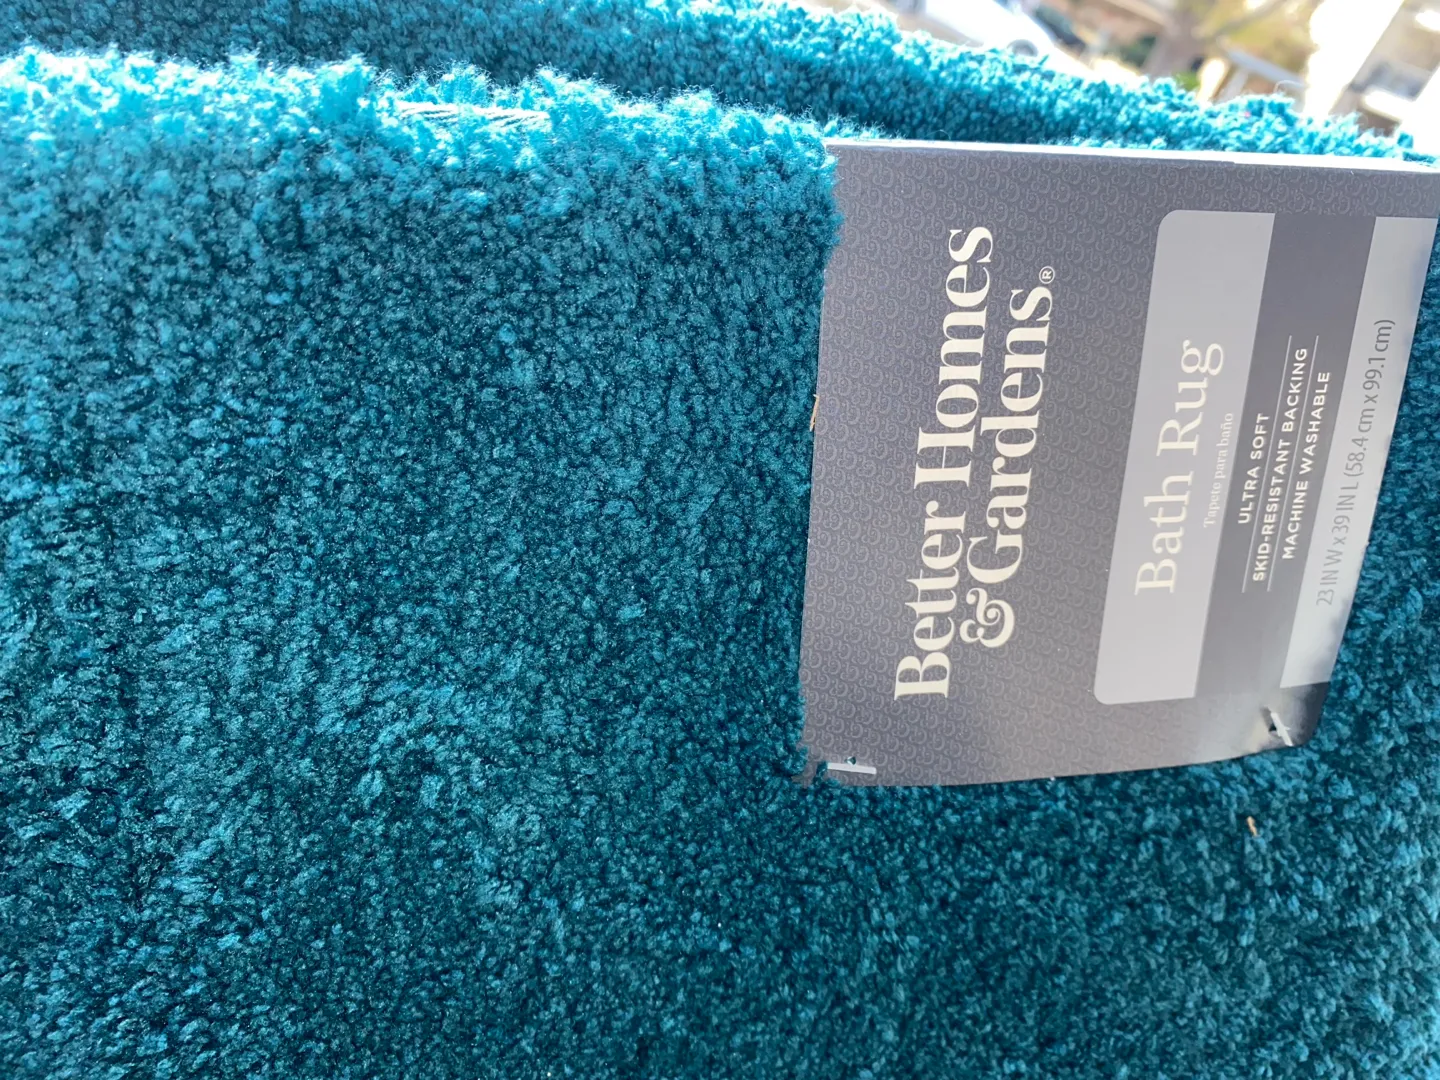 Better Homes
& Gardens®
Bath Rug
Tapete para baño
ULTRA SOFT
SKID-RESISTANT BACKING
MACHINE WASHABLE
23 IN W x 39 IN L (58.4 cm x 99.1 cm)